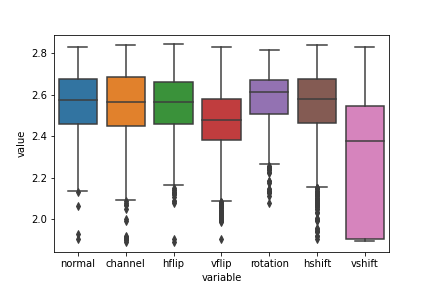 2.8
2.6
2.4
2.2
2.0
value
normal channel hflip vflip rotation hshift vshift
variable